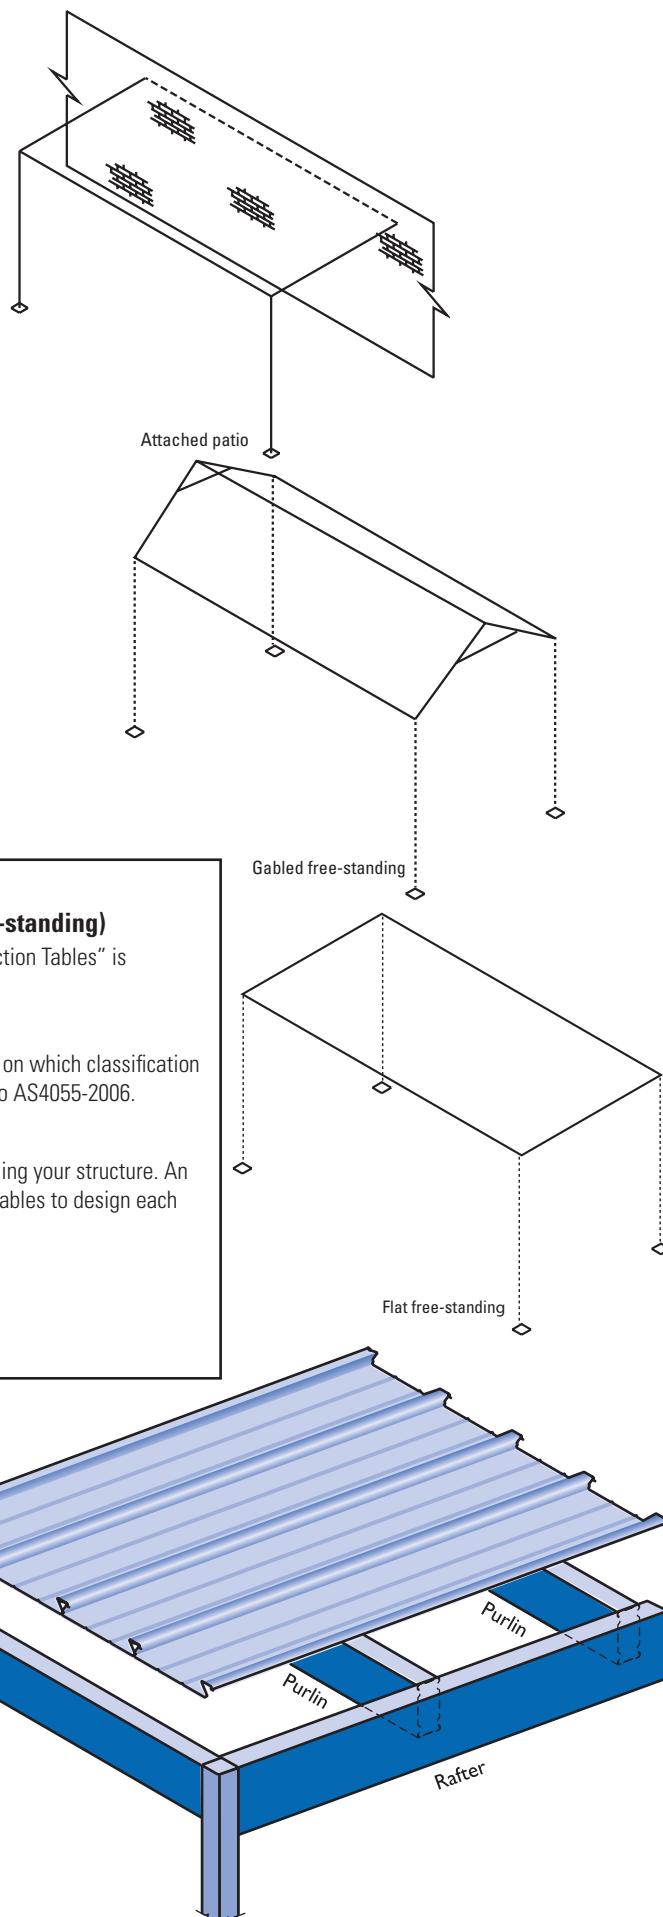 Attached patio
Gabled free-standing
-standing)
ction Tables" is
on which classification
o AS4055-2006.
ing your structure. An
ables to design each
Flat free-standing
Purlin
Purlin
Rafter